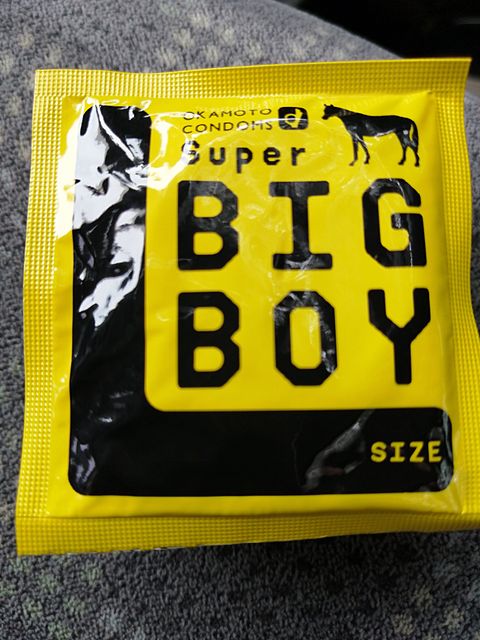 OKAMOTO
CONDOMS
Super
BIG
BOY
SIZE